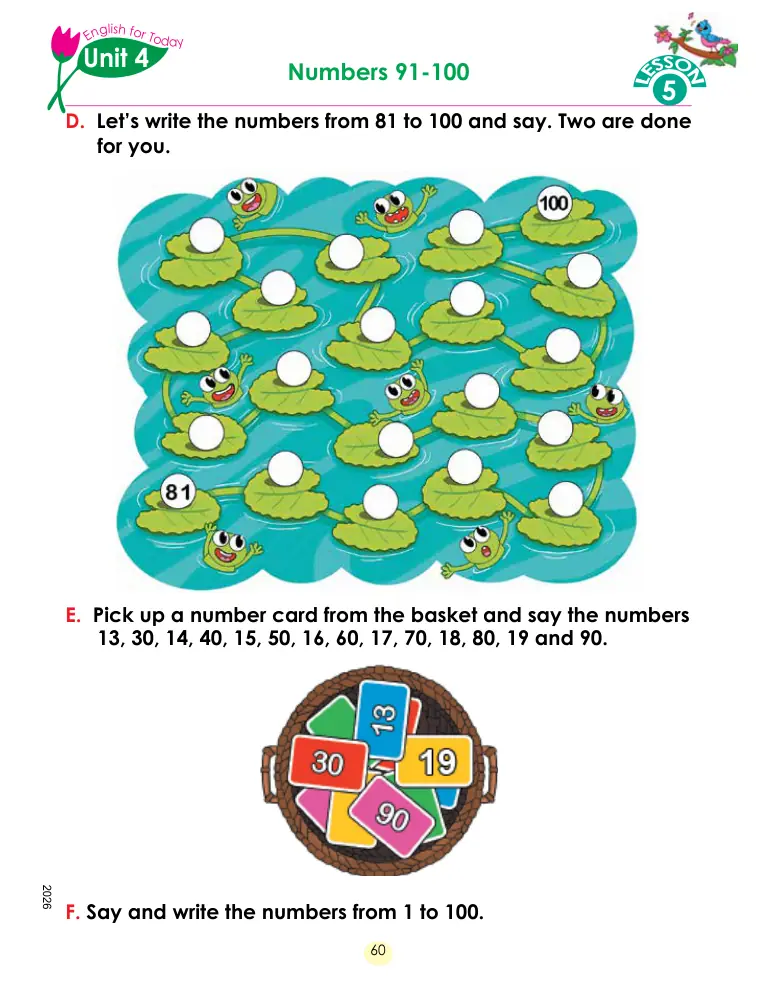 English for Today
Unit 4
Numbers 91-100
LESSON
5
D. Let's write the numbers from 81 to 100 and say. Two are done
for you.
100
81
E. Pick up a number card from the basket and say the numbers
13, 30, 14, 40, 15, 50, 16, 60, 17, 70, 18, 80, 19 and 90.
13
30
19
90
2026
F. Say and write the numbers from 1 to 100.
60